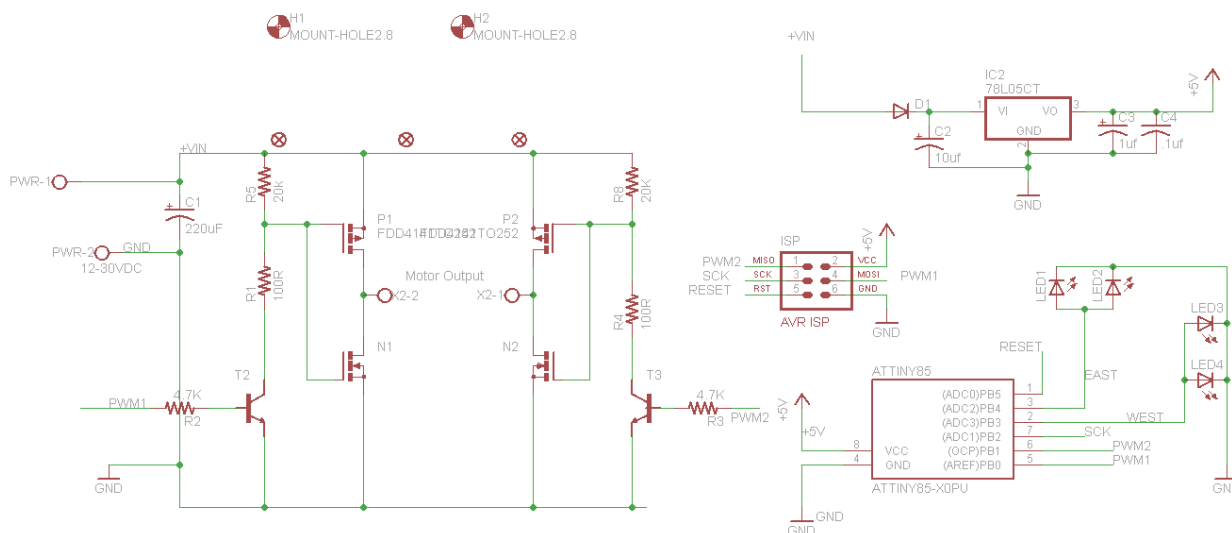 H1
MOUNT-HOLE2.8
H2
MOUNT-HOLE2.8
+VIN
IC2
78L05CT
+5V
D1
1
VI
VO
3
GND
2
C2
10uf
C3
1uf
C4
.1uf
GND
+VIN
PWR-1
R5
20K
R8
20K
C1
220uF
P1
P2
PWR-2
GND
12-30VDC
Motor Output
X2-2
X2-1
R1
100R
R4
100R
N1
N2
T2
T3
PWM1
4.7K
R2
4.7K
R3
PWM2
GND
ISP
+5V
PWM2
MISO
1
2
VCC
SCK
SCK
3
4
MOSI
PWM1
RESET
RST
5
6
GND
AVR ISP
GND
LED1
LED2
LED3
LED4
RESET
EAST
WEST
ATTINY85
(ADC0)PB5
1
(ADC2)PB4
3
(ADC3)PB3
2
(ADC1)PB2
7
SCK
(OCP)PB1
6
PWM2
(AREF)PB0
5
PWM1
+5V
+5V
8
VCC
4
GND
ATTINY85-X0PU
GND
GND